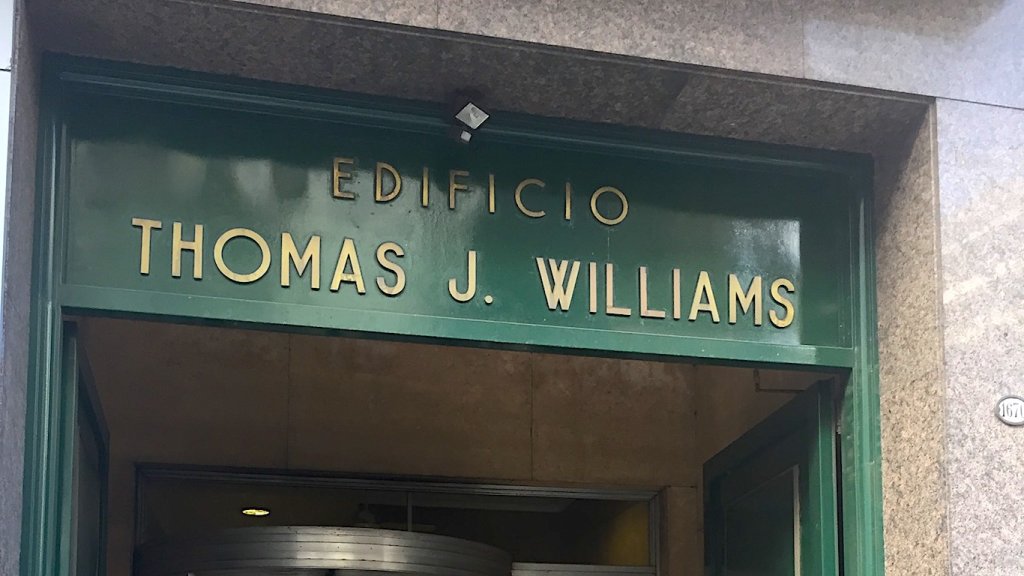 EDIFICIO
THOMAS J. WILLIAMS